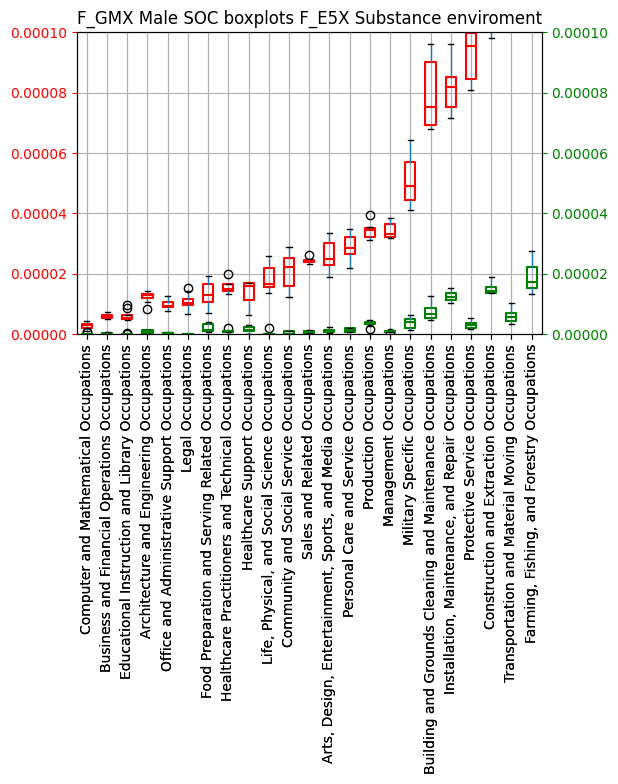 F_GMX Male SOC boxplots F_E5X Substance enviroment
0.00010
0.00008
0.00006
0.00004
0.00002
0.00000
0.00010
0.00008
0.00006
0.00004
0.00002
0.00000
Computer and Mathematical Occupations
Business and Financial Operations Occupations
Educational Instruction and Library Occupations
Architecture and Engineering Occupations
Office and Administrative Support Occupations
Legal Occupations
Food Preparation and Serving Related Occupations
Healthcare Practitioners and Technical Occupations
Healthcare Support Occupations
Life, Physical, and Social Science Occupations
Community and Social Service Occupations
Sales and Related Occupations
Arts, Design, Entertainment, Sports, and Media Occupations
Personal Care and Service Occupations
Production Occupations
Management Occupations
Military Specific Occupations
Building and Grounds Cleaning and Maintenance Occupations
Installation, Maintenance, and Repair Occupations
Protective Service Occupations
Construction and Extraction Occupations
Transportation and Material Moving Occupations
Farming, Fishing, and Forestry Occupations